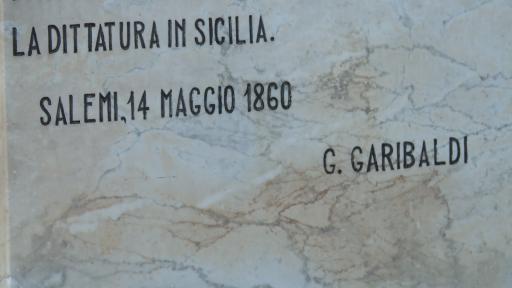 LA DITTATURA IN SICILIA.
SALEMI, 14 MAGGIO 1860
G. GARIBALDI